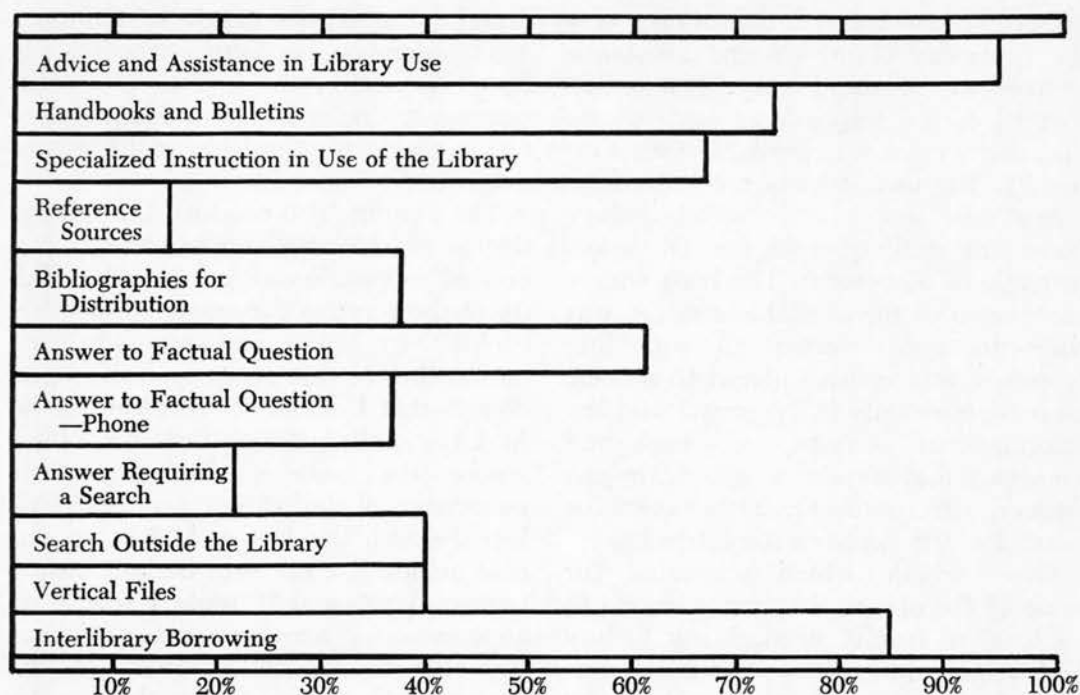 Advice and Assistance in Library Use
Handbooks and Bulletins
Specialized Instruction in Use of the Library
Reference
Sources
Bibliographies for
Distribution
Answer to Factual Question
Answer to Factual Question
—Phone
Answer Requiring
a Search
Search Outside the Library
Vertical Files
Interlibrary Borrowing
10% 20% 30% 40% 50% 60% 70% 80% 90% 100%